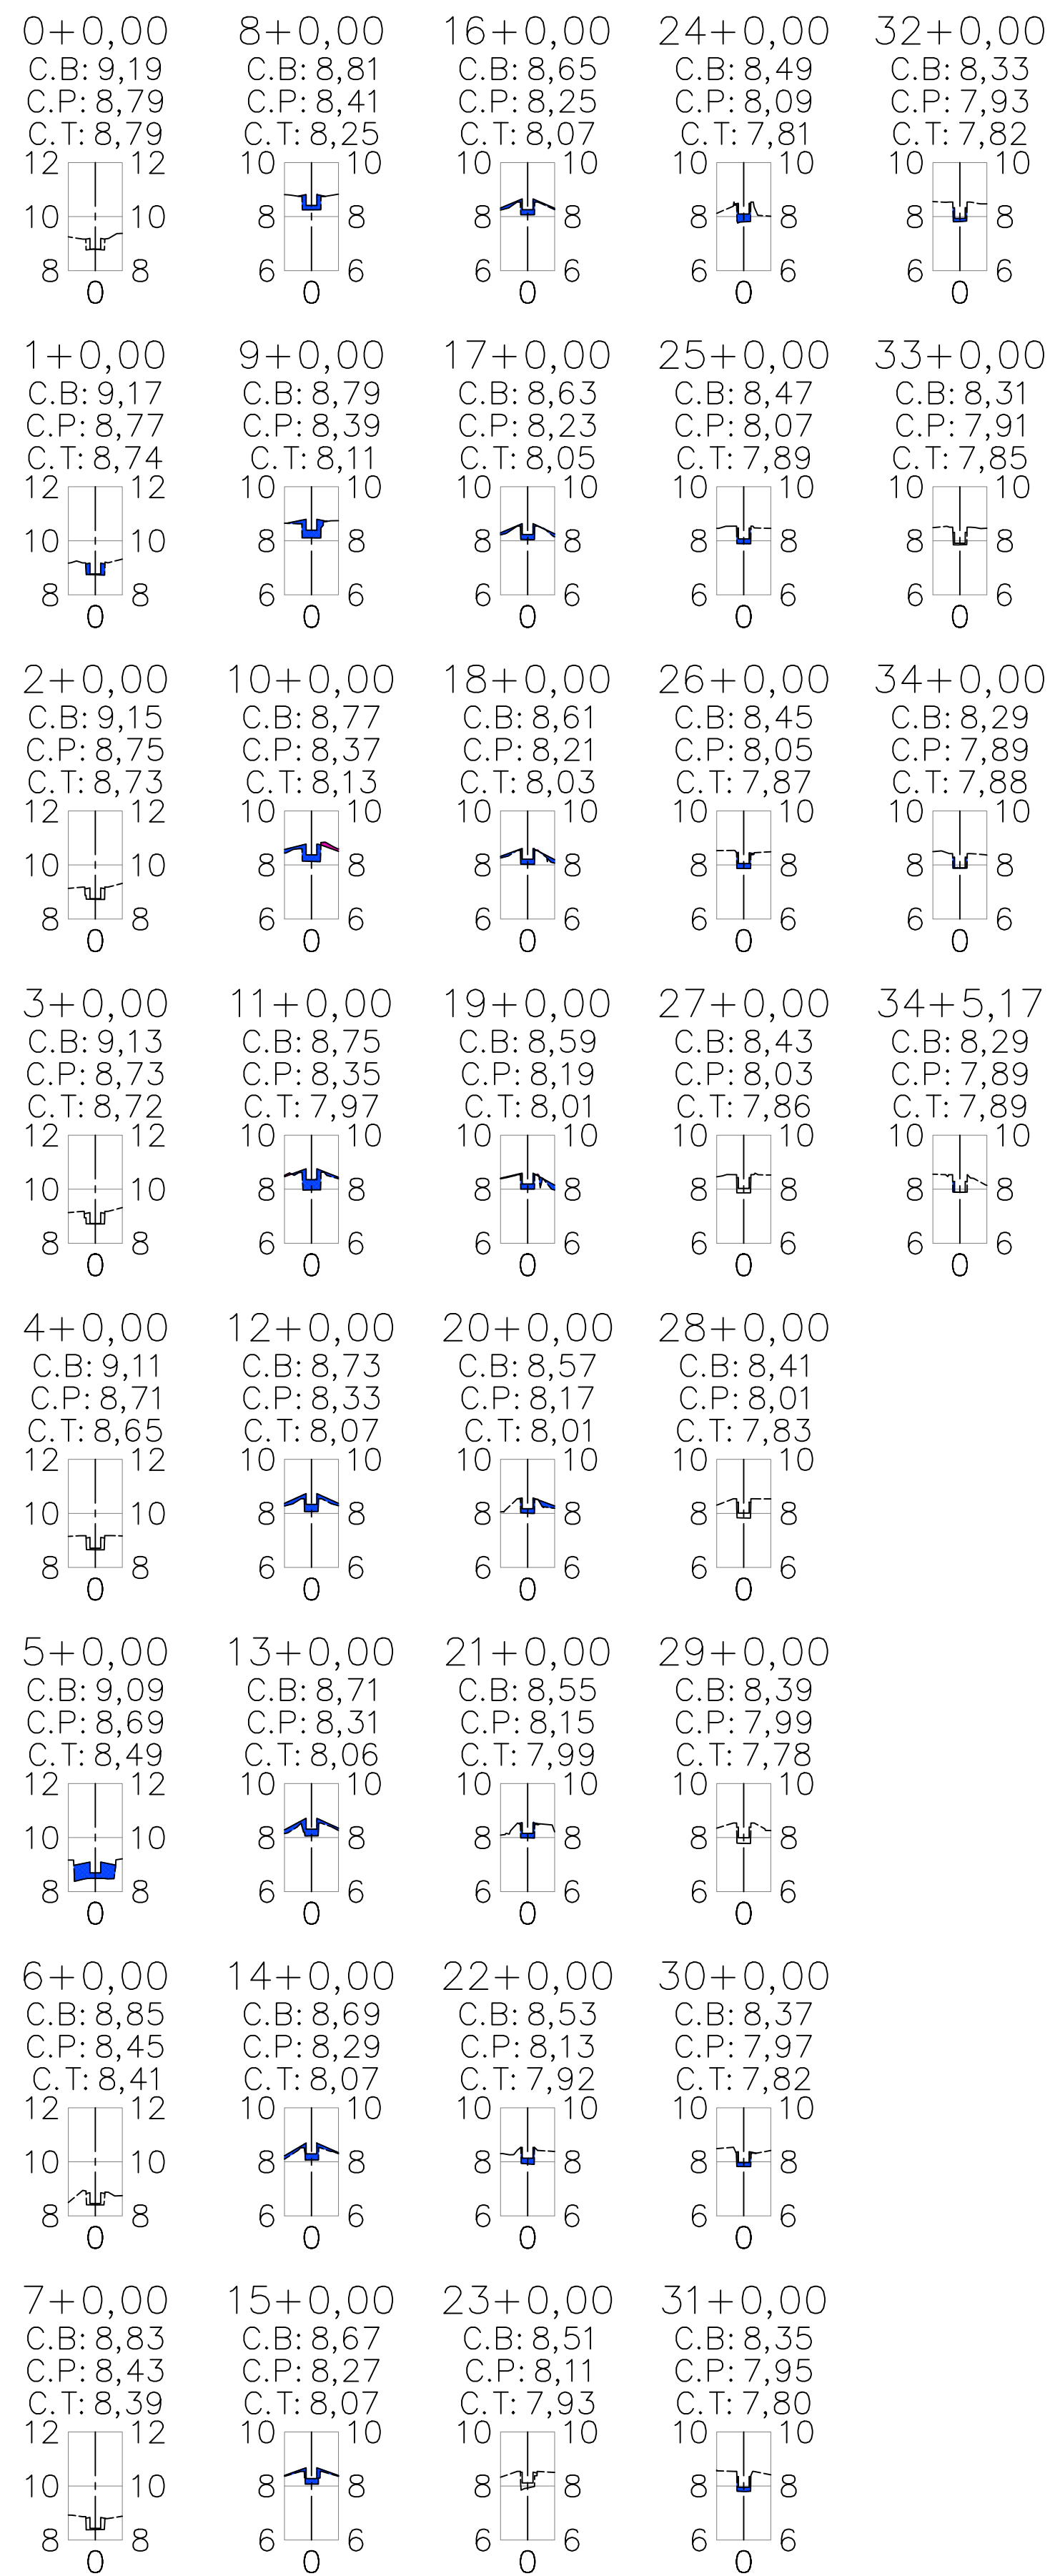 0+0,00
C.B: 9,19
C.P: 8,79
C.T: 8,79
12 12
10 10
8 8
0
1+0,00
C.B: 9,17
C.P: 8,77
C.T: 8,74
12 12
10 10
8 8
0
2+0,00
C.B: 9,15
C.P: 8,75
C.T: 8,73
12 12
10 10
8 8
0
3+0,00
C.B: 9,13
C.P: 8,73
C.T: 8,72
12 12
10 10
8 8
0
4+0,00
C.B: 9,11
C.P: 8,71
C.T: 8,65
12 12
10 10
8 8
0
5+0,00
C.B: 9,09
C.P: 8,69
C.T: 8,49
12 12
10 10
8 8
0
6+0,00
C.B: 8,85
C.P: 8,45
C.T: 8,41
12 12
10 10
8 8
0
7+0,00
C.B: 8,83
C.P: 8,43
C.T: 8,39
12 12
10 10
8 8
0
8+0,00
C.B: 8,81
C.P: 8,41
C.T: 8,25
10 10
8 8
6 6
0
9+0,00
C.B: 8,79
C.P: 8,39
C.T: 8,11
10 10
8 8
6 6
0
10+0,00
C.B: 8,77
C.P: 8,37
C.T: 8,13
10 10
8 8
6 6
0
11+0,00
C.B: 8,75
C.P: 8,35
C.T: 7,97
10 10
8 8
6 6
0
12+0,00
C.B: 8,73
C.P: 8,33
C.T: 8,07
10 10
8 8
6 6
0
13+0,00
C.B: 8,71
C.P: 8,31
C.T: 8,06
10 10
8 8
6 6
0
14+0,00
C.B: 8,69
C.P: 8,29
C.T: 8,07
10 10
8 8
6 6
0
15+0,00
C.B: 8,67
C.P: 8,27
C.T: 8,07
10 10
8 8
6 6
0
16+0,00
C.B: 8,65
C.P: 8,25
C.T: 8,07
10 10
8 8
6 6
0
17+0,00
C.B: 8,63
C.P: 8,23
C.T: 8,05
10 10
8 8
6 6
0
18+0,00
C.B: 8,61
C.P: 8,21
C.T: 8,03
10 10
8 8
6 6
0
19+0,00
C.B: 8,59
C.P: 8,19
C.T: 8,01
10 10
8 8
6 6
0
20+0,00
C.B: 8,57
C.P: 8,17
C.T: 8,01
10 10
8 8
6 6
0
21+0,00
C.B: 8,55
C.P: 8,15
C.T: 7,99
10 10
8 8
6 6
0
22+0,00
C.B: 8,53
C.P: 8,13
C.T: 7,92
10 10
8 8
6 6
0
23+0,00
C.B: 8,51
C.P: 8,11
C.T: 7,93
10 10
8 8
6 6
0
24+0,00
C.B: 8,49
C.P: 8,09
C.T: 7,81
10 10
8 8
6 6
0
25+0,00
C.B: 8,47
C.P: 8,07
C.T: 7,89
10 10
8 8
6 6
0
26+0,00
C.B: 8,45
C.P: 8,05
C.T: 7,87
10 10
8 8
6 6
0
27+0,00
C.B: 8,43
C.P: 8,03
C.T: 7,86
10 10
8 8
6 6
0
28+0,00
C.B: 8,41
C.P: 8,01
C.T: 7,83
10 10
8 8
6 6
0
29+0,00
C.B: 8,39
C.P: 7,99
C.T: 7,78
10 10
8 8
6 6
0
30+0,00
C.B: 8,37
C.P: 7,97
C.T: 7,82
10 10
8 8
6 6
0
31+0,00
C.B: 8,35
C.P: 7,95
C.T: 7,80
10 10
8 8
6 6
0
32+0,00
C.B: 8,33
C.P: 7,93
C.T: 7,82
10 10
8 8
6 6
0
33+0,00
C.B: 8,31
C.P: 7,91
C.T: 7,85
10 10
8 8
6 6
0
34+0,00
C.B: 8,29
C.P: 7,89
C.T: 7,88
10 10
8 8
6 6
0
34+5,17
C.B: 8,29
C.P: 7,89
C.T: 7,89
10 10
8 8
6 6
0